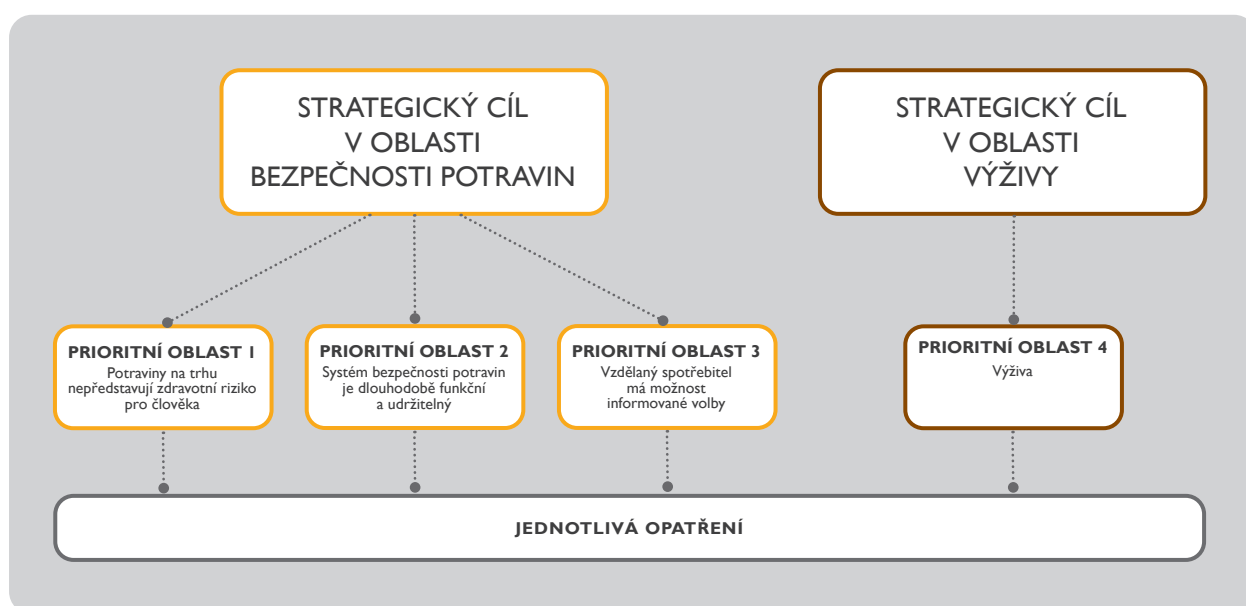 STRATEGICKÝ CÍL
V OBLASTI
BEZPEČNOSTI POTRAVIN
STRATEGICKÝ CÍL
V OBLASTI
VÝŽIVY
PRIORITNÍ OBLAST 1
Potraviny na trhu
nepředstavují zdravotní riziko
pro člověka
PRIORITNÍ OBLAST 2
Systém bezpečnosti potravin
je dlouhodobě funkční
a udržitelný
PRIORITNÍ OBLAST 3
Vzdělaný spotřebitel
má možnost
informované volby
PRIORITNÍ OBLAST 4
Výživa
JEDNOTLIVÁ OPATŘENÍ